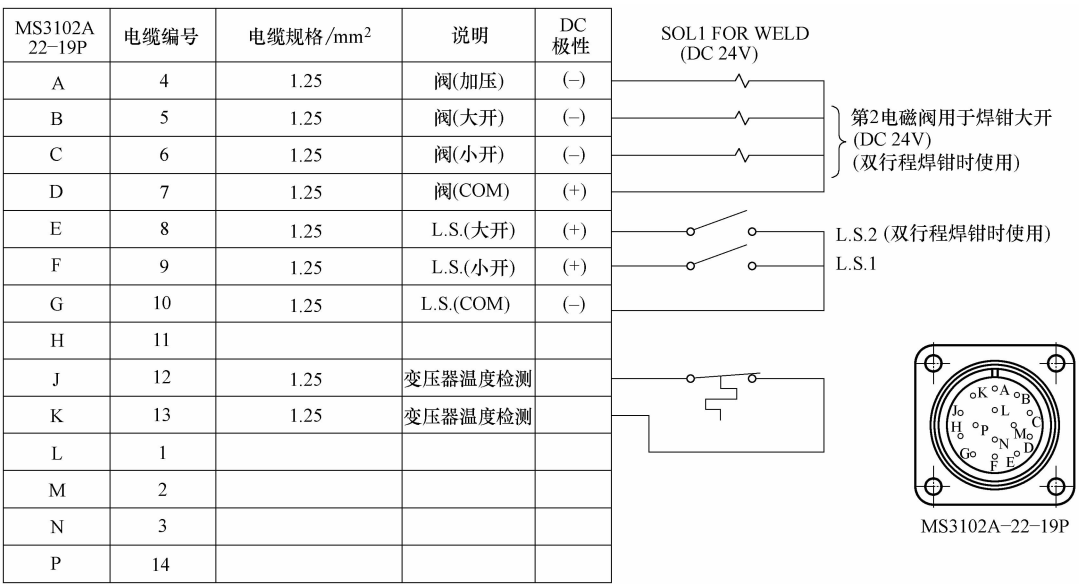 MS3102A
22-19P
电缆编号
电缆规格/mm²
说明
DC
极性
A 4 1.25 阀(加压) (–)
B 5 1.25 阀(大开) (–)
C 6 1.25 阀(小开) (–)
D 7 1.25 阀(COM) (+)
E 8 1.25 L.S.(大开) (+)
F 9 1.25 L.S.(小开) (+)
G 10 1.25 L.S.(COM) (–)
H 11
J 12 1.25 变压器温度检测
K 13 1.25 变压器温度检测
L 1
M 2
N 3
P 14
SOL1 FOR WELD
(DC 24V)
第2电磁阀用于焊钳大开
(DC 24V)
(双行程焊钳时使用)
L.S.2 (双行程焊钳时使用)
L.S.1
K A B
J L C
H P M
N D
G F E
MS3102A-22-19P